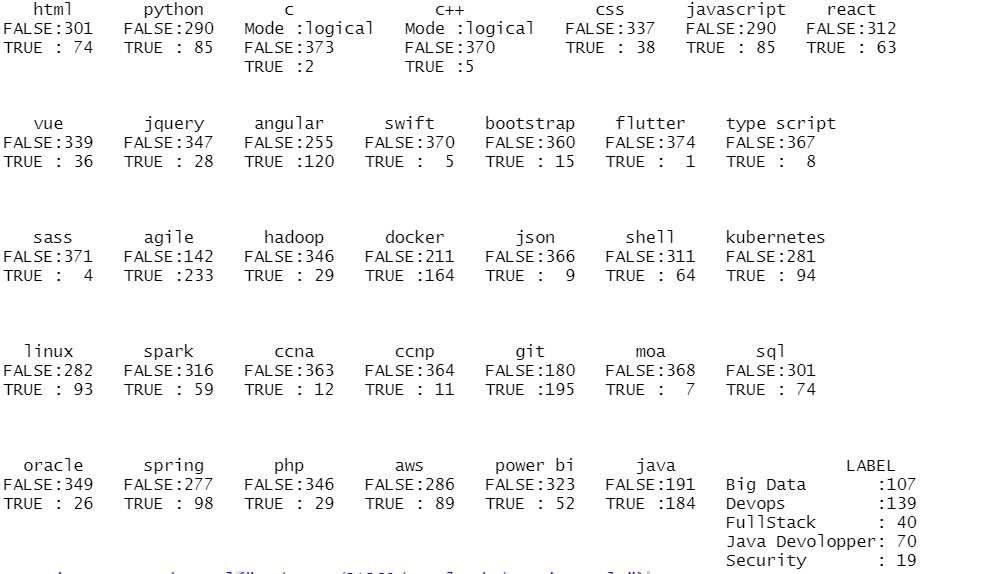 html python c c++ css javascript react
FALSE:301 FALSE:290 Mode :logical Mode :logical FALSE:337 FALSE:290 FALSE:312
TRUE : 74 TRUE : 85 FALSE:373 FALSE:370 TRUE : 38 TRUE : 85 TRUE : 63
TRUE :2 TRUE :5
vue jquery angular swift bootstrap flutter type script
FALSE:339 FALSE:347 FALSE:255 FALSE:370 FALSE:360 FALSE:374 FALSE:367
TRUE : 36 TRUE : 28 TRUE :120 TRUE : 5 TRUE : 15 TRUE : 1 TRUE : 8
sass agile hadoop docker json shell kubernetes
FALSE:371 FALSE:142 FALSE:346 FALSE:211 FALSE:366 FALSE:311 FALSE:281
TRUE : 4 TRUE :233 TRUE : 29 TRUE :164 TRUE : 9 TRUE : 64 TRUE : 94
linux spark ccna ccnp git moa sql
FALSE:282 FALSE:316 FALSE:363 FALSE:364 FALSE:180 FALSE:368 FALSE:301
TRUE : 93 TRUE : 59 TRUE : 12 TRUE : 11 TRUE :195 TRUE : 7 TRUE : 74
oracle spring php aws power bi java LABEL
FALSE:349 FALSE:277 FALSE:346 FALSE:286 FALSE:323 FALSE:191 Big Data :107
TRUE : 26 TRUE : 98 TRUE : 29 TRUE : 89 TRUE : 52 TRUE :184 Devops :139
FullStack : 40
Java Devolopper: 70
Security : 19